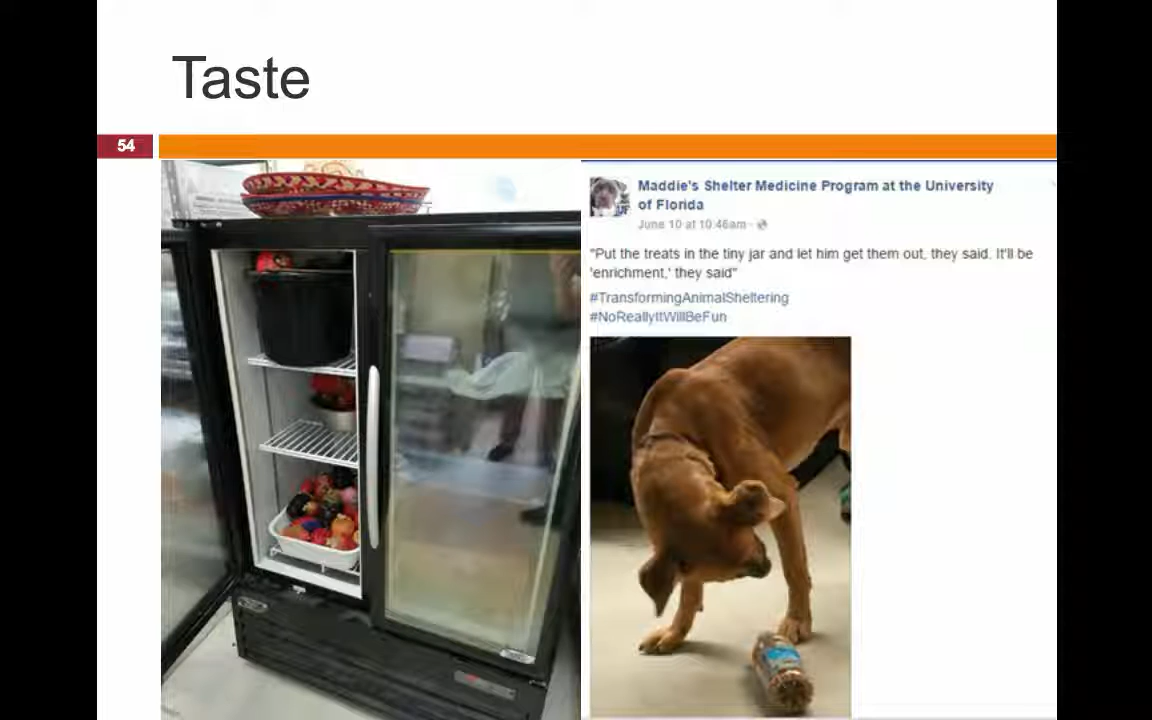 Taste
54
Maddie's Shelter Medicine Program at the University
of Florida
June 10 at 10:46am ·
"Put the treats in the tiny jar and let him get them out, they said. It'll be
'enrichment,' they said"
#TransformingAnimalSheltering
#NoReallyItWillBeFun